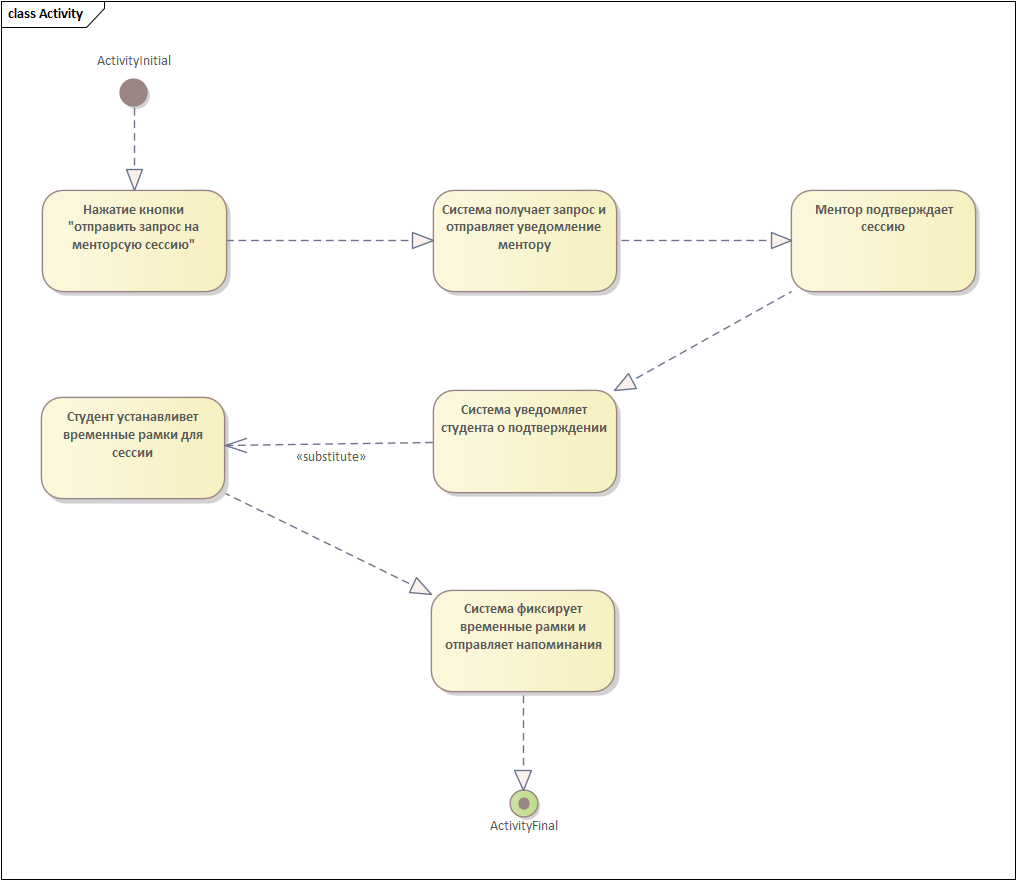 class Activity
ActivityInitial
Нажатие кнопки
"отправить запрос на
менторсую сессию"
Система получает запрос и
отправляет уведомление
ментору
Ментор подтверждает
сессию
Студент устанавливет
временные рамки для
сессии
Система уведомляет
студента о подтверждении
«substitute»
Система фиксирует
временные рамки и
отправляет напоминания
ActivityFinal